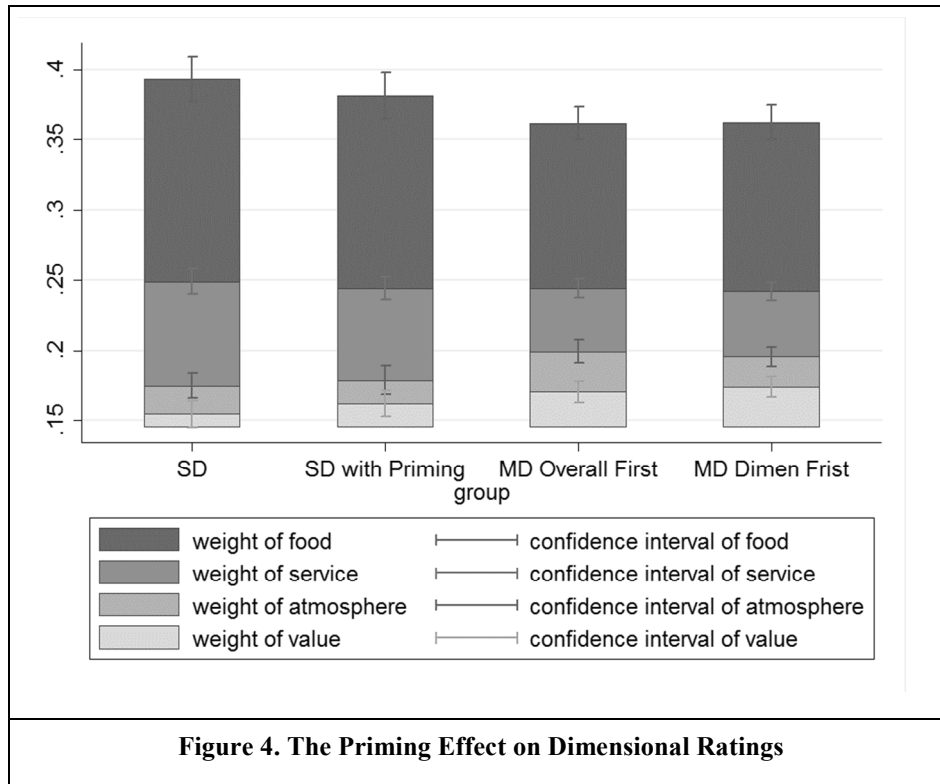 .4
.35
.3
.25
.2
.15
SD
SD with Priming
MD Overall First
MD Dimen Frist
group
weight of food
confidence interval of food
weight of service
confidence interval of service
weight of atmosphere
confidence interval of atmosphere
weight of value
confidence interval of value
Figure 4. The Priming Effect on Dimensional Ratings